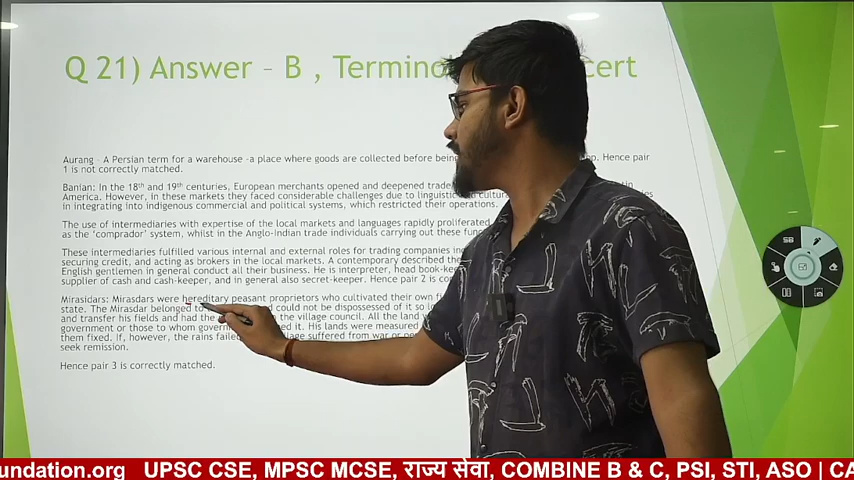 Q 21) Answer – B , cert
Aurang – A Persian term for a warehouse –a place where goods are collected before being Hence pair
1 is not correctly matched.
Banian: In the 18th and 19th centuries, European merchants opened and deepened trade
America. However, in these markets they faced considerable challenges due to linguistic
in integrating into indigenous commercial and political systems, which restricted their operations.
The use of intermediaries with expertise of the local markets and languages rapidly proliferated
as the 'comprador' system, whilst in the Anglo-Indian trade individuals carrying out these
These intermediaries fulfilled various internal and external roles for trading companies
securing credit, and acting as brokers in the local markets. A contemporary described
English gentlemen in general conduct all their business. He is interpreter, head
supplier of cash and cash-keeper, and in general also secret-keeper. Hence pair 2 is
Mirasidars: Mirasdars were hereditary peasant proprietors who cultivated their own
state. The Mirasdar belonged to could not be dispossessed of it so
and transfer his fields and had the the village council. All the land
government or those to whom it. His lands were measured
them fixed. If, however, the rains failed suffered from war or
seek remission.
Hence pair 3 is correctly matched.
SB
undation.org UPSC CSE, MPSC MCSE, राज्य सेवा, COMBINE B & C, PSI, STI, ASO | CA